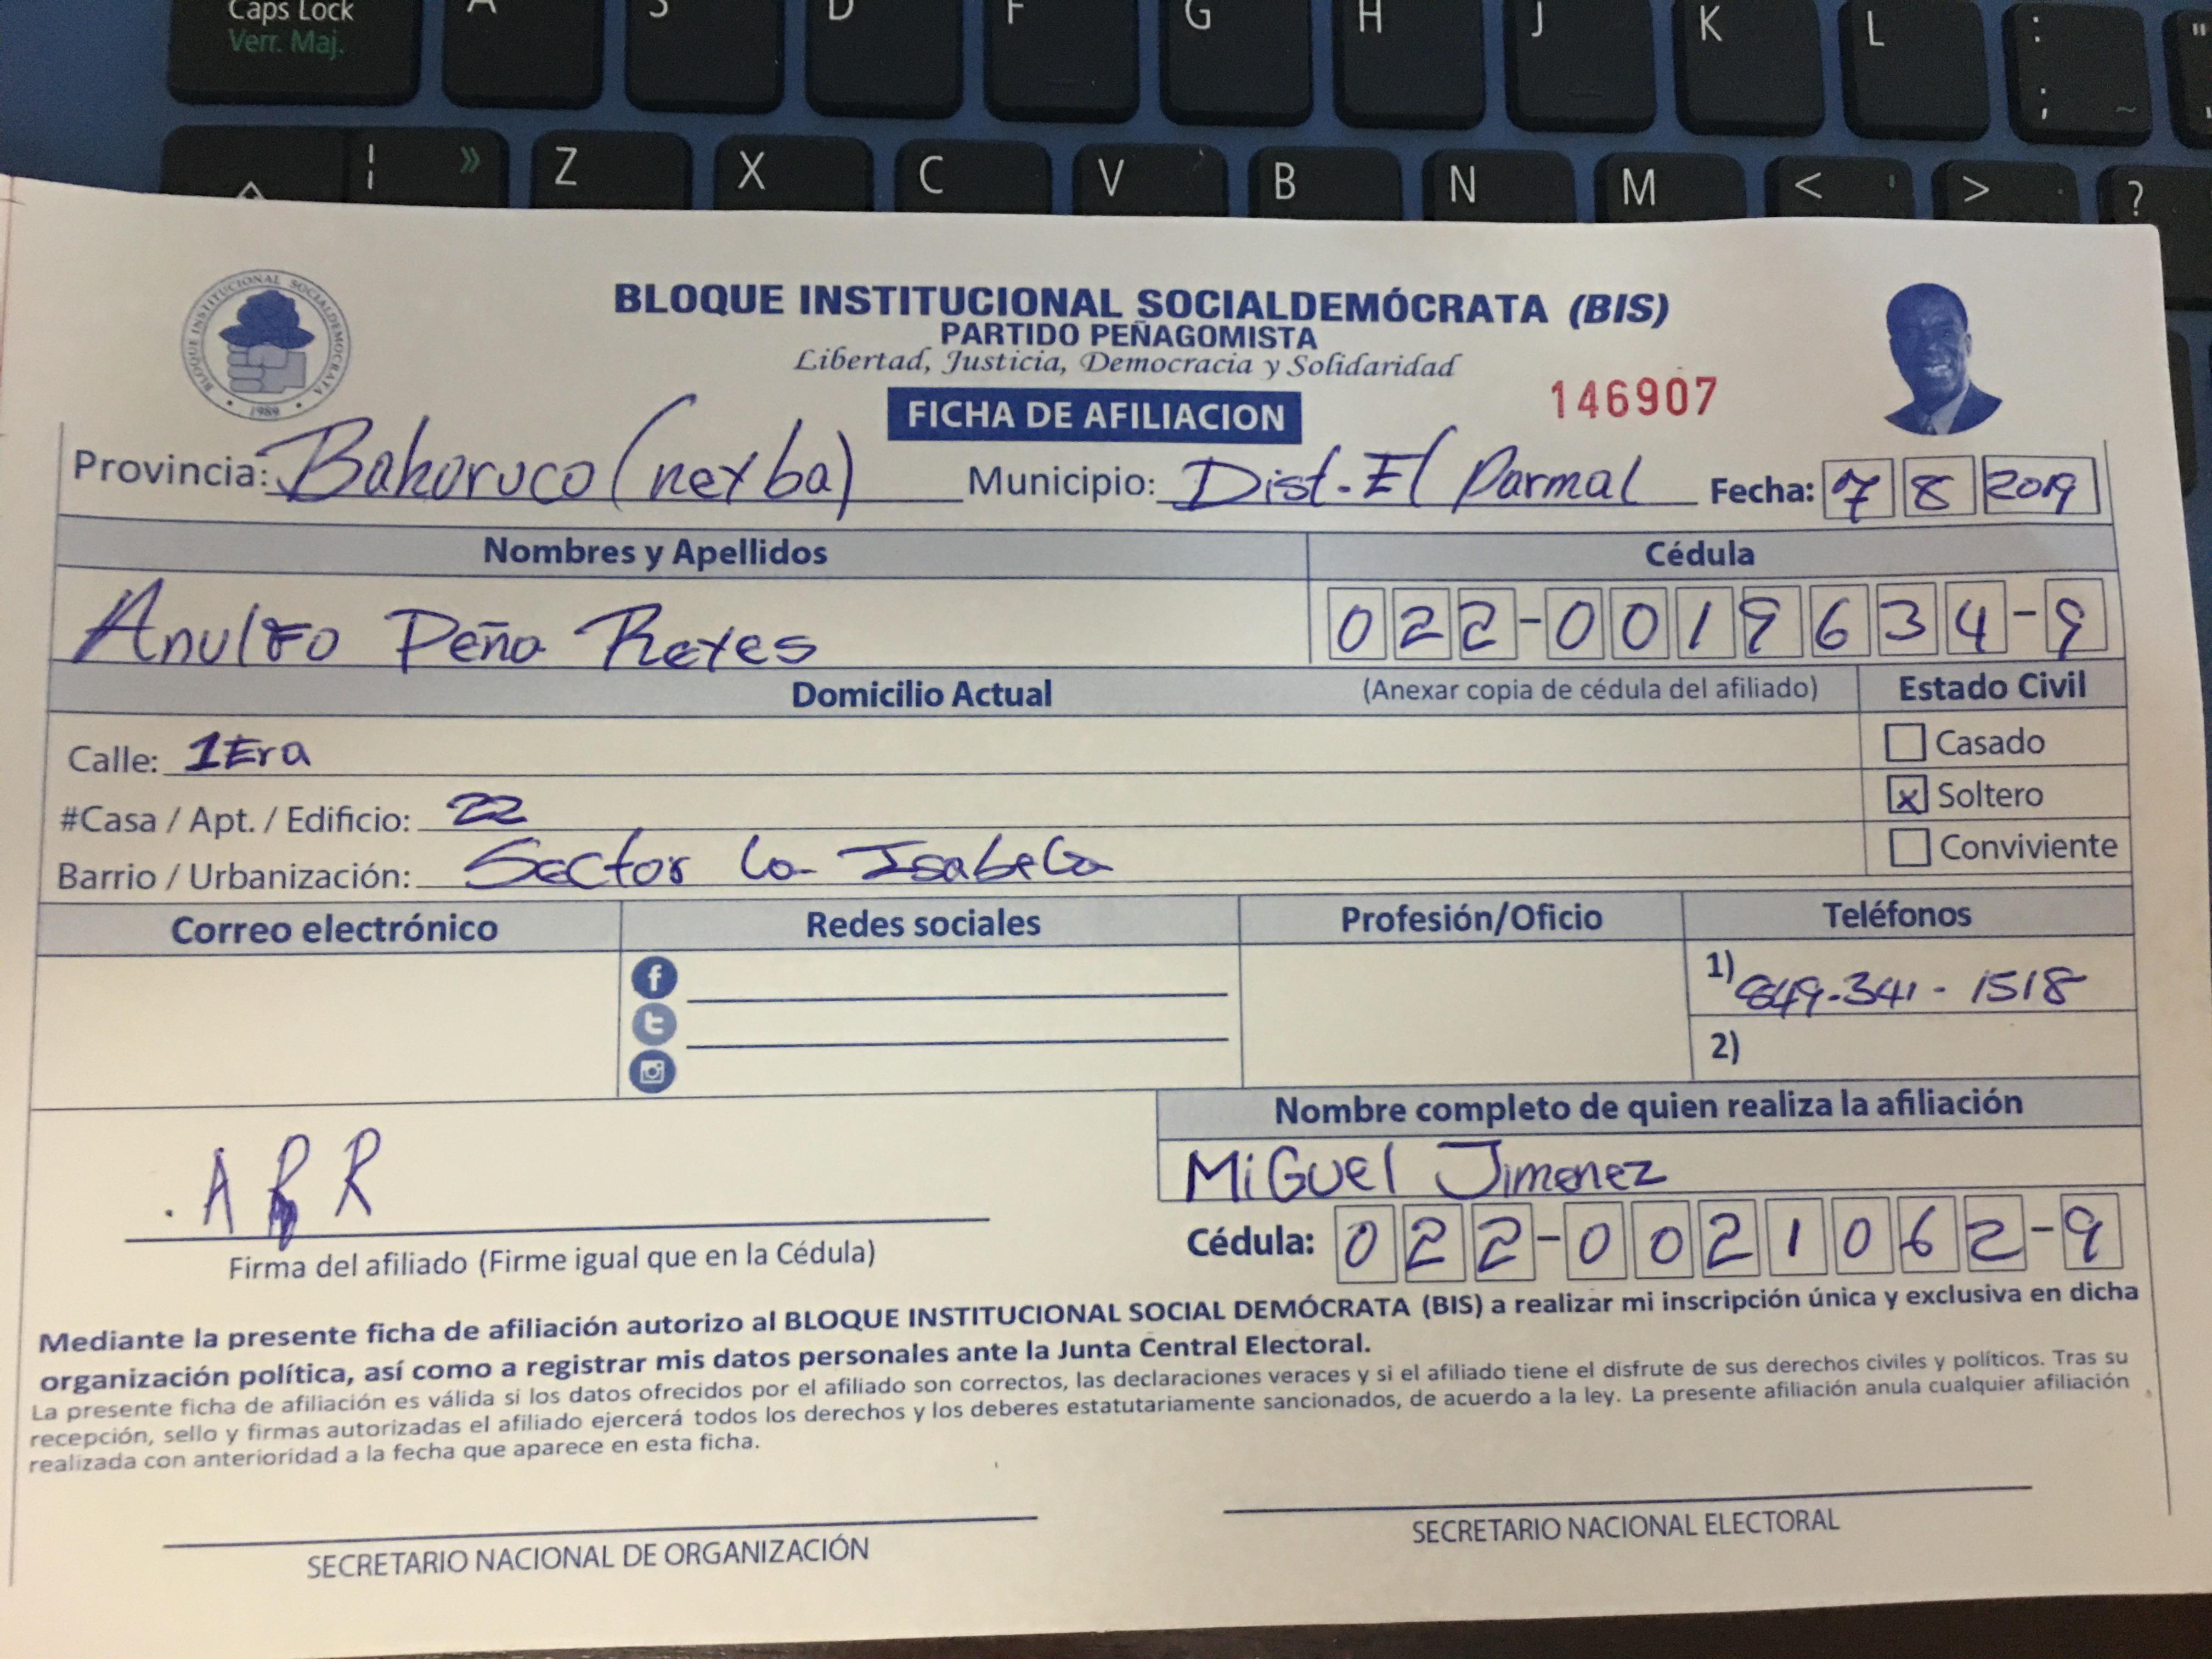 Caps Lock A S D F G H J K L : "
Verr. Maj. ;
» Z X C V B N M < > ?
BLOQUE INSTITUCIONAL SOCIALDEMÓCRATA
1989
BLOQUE INSTITUCIONAL SOCIALDEMÓCRATA (BIS)
PARTIDO PEÑAGOMISTA
Libertad, Justicia, Democracia y Solidaridad
146907
FICHA DE AFILIACION
Provincia: Bahoruco (neyba) Municipio: Dist. El Parmal Fecha: 7 8 2019
Nombres y Apellidos Cédula
Anulfo Peña Reyes 022-0019634-9
Domicilio Actual (Anexar copia de cédula del afiliado) Estado Civil
Calle: 1Era Casado
#Casa / Apt. / Edificio: 22 x Soltero
Barrio / Urbanización: Sector la Isabela Conviviente
Correo electrónico Redes sociales Profesión/Oficio Teléfonos
1) 849-341-1518
2)
Nombre completo de quien realiza la afiliación
MiGuel Jimenez
A P R
Firma del afiliado (Firme igual que en la Cédula) Cédula: 022-0021062-9
Mediante la presente ficha de afiliación autorizo al BLOQUE INSTITUCIONAL SOCIAL DEMÓCRATA (BIS) a realizar mi inscripción única y exclusiva en dicha
organización política, así como a registrar mis datos personales ante la Junta Central Electoral.
La presente ficha de afiliación es válida si los datos ofrecidos por el afiliado son correctos, las declaraciones veraces y si el afiliado tiene el disfrute de sus derechos civiles y políticos. Tras su
recepción, sello y firmas autorizadas el afiliado ejercerá todos los derechos y los deberes estatutariamente sancionados, de acuerdo a la ley. La presente afiliación anula cualquier afiliación
realizada con anterioridad a la fecha que aparece en esta ficha.
SECRETARIO NACIONAL DE ORGANIZACIÓN SECRETARIO NACIONAL ELECTORAL